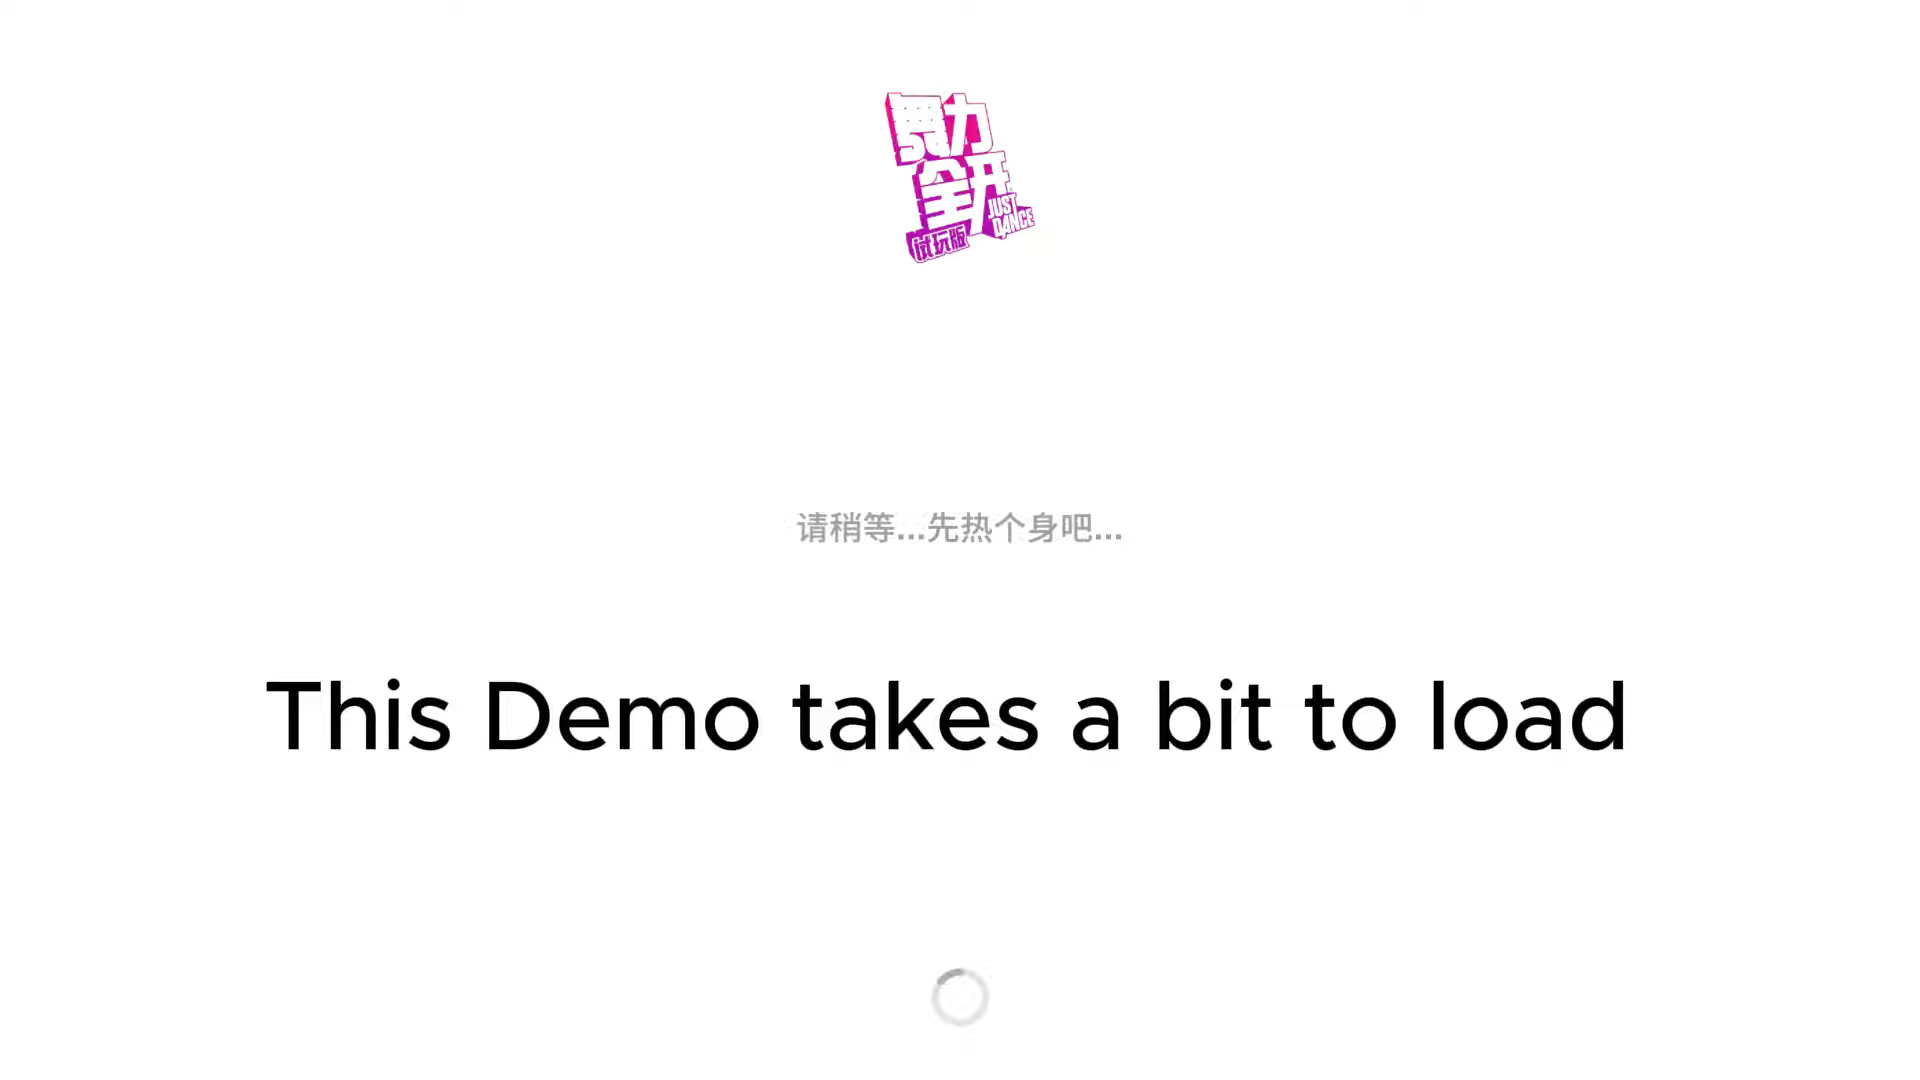 舞力
全开
JUST
DANCE
试玩版
请稍等...先热个身吧...
This Demo takes a bit to load